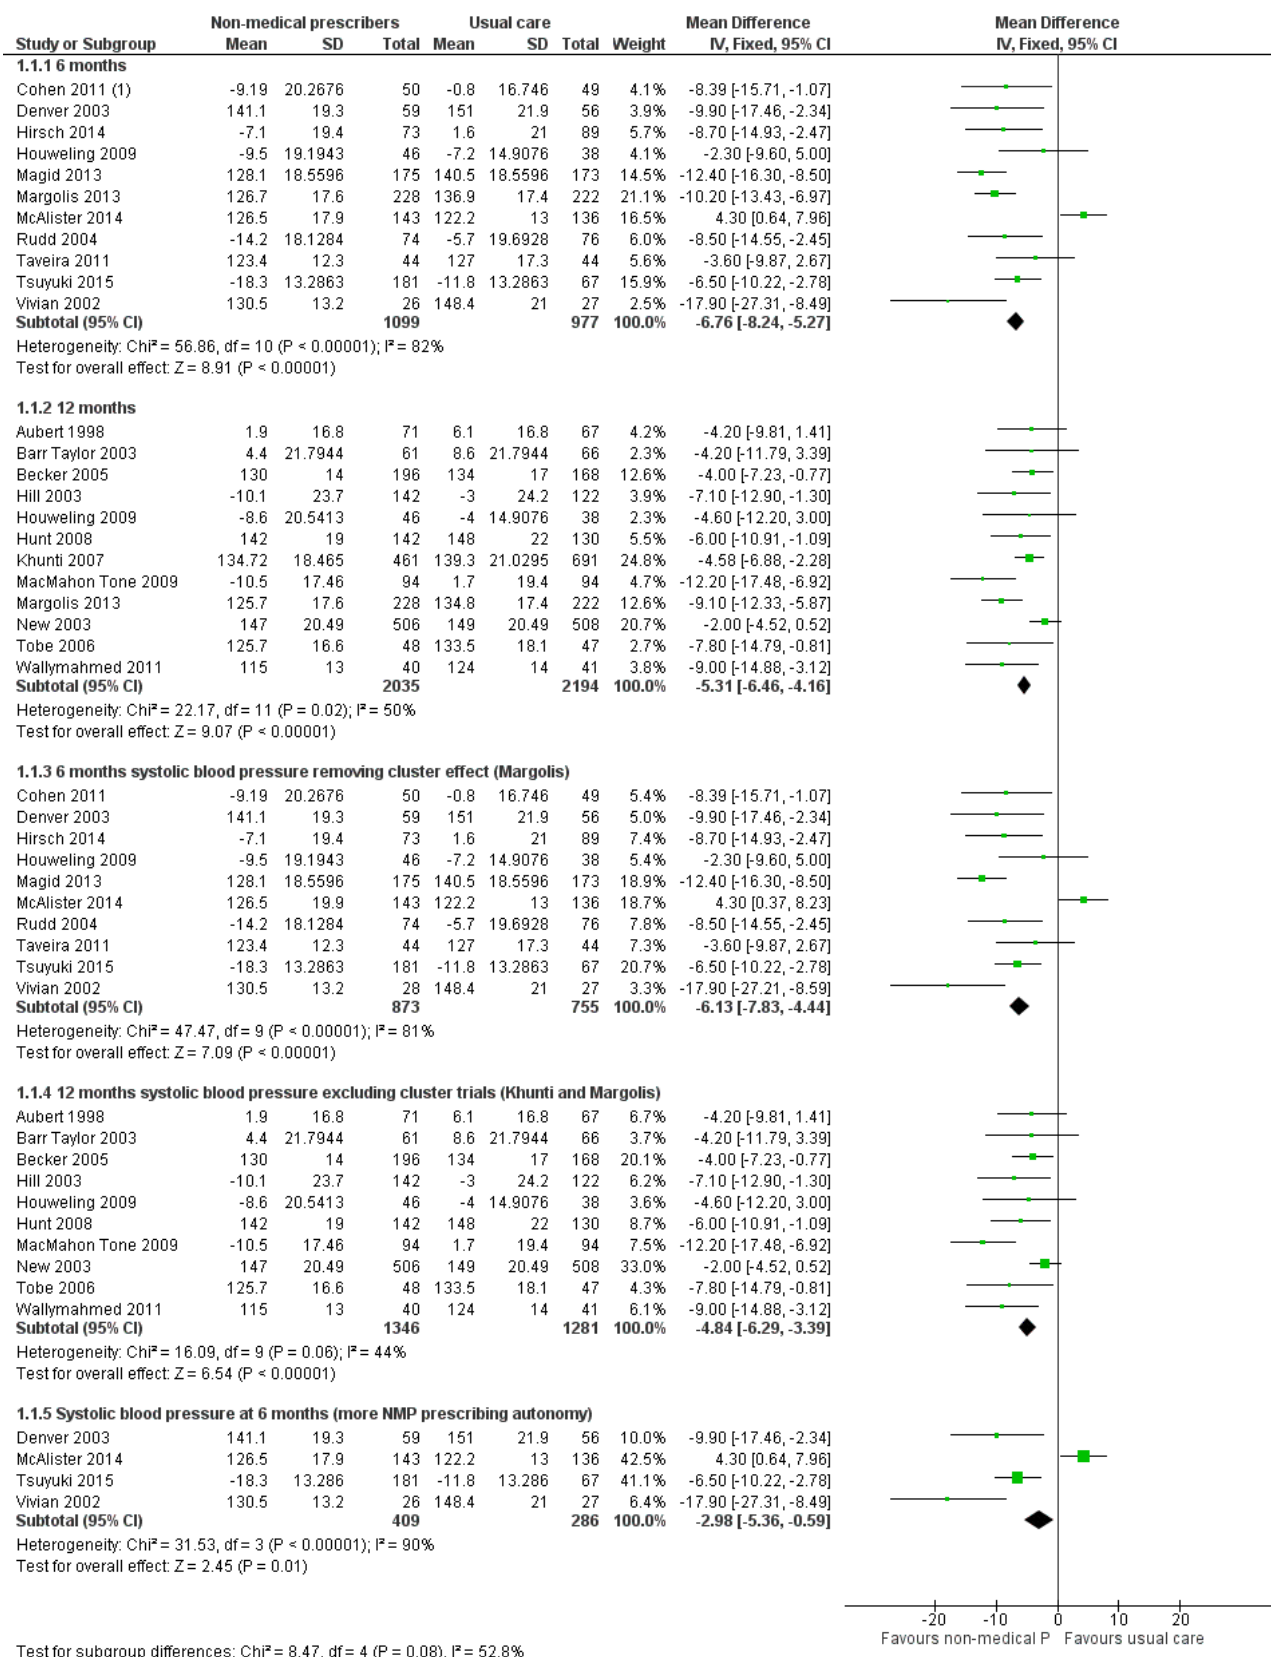 Non-medical prescribers Usual care Mean Difference Mean Difference
Study or Subgroup Mean SD Total Mean SD Total Weight IV, Fixed, 95% CI IV, Fixed, 95% CI
1.1.1 6 months
Cohen 2011 (1) -9.19 20.2676 50 -0.8 16.746 49 4.1% -8.39 [-15.71, -1.07]
Denver 2003 141.1 19.3 59 151 21.9 56 3.9% -9.90 [-17.46, -2.34]
Hirsch 2014 -7.1 19.4 73 1.6 21 89 5.7% -8.70 [-14.93, -2.47]
Houweling 2009 -9.5 19.1943 46 -7.2 14.9076 38 4.1% -2.30 [-9.60, 5.00]
Magid 2013 128.1 18.5596 175 140.5 18.5596 173 14.5% -12.40 [-16.30, -8.50]
Margolis 2013 126.7 17.6 228 136.9 17.4 222 21.1% -10.20 [-13.43, -6.97]
McAlister 2014 126.5 17.9 143 122.2 13 136 16.5% 4.30 [0.64, 7.96]
Rudd 2004 -14.2 18.1284 74 -5.7 19.6928 76 6.0% -8.50 [-14.55, -2.45]
Taveira 2011 123.4 12.3 44 127 17.3 44 5.6% -3.60 [-9.87, 2.67]
Tsuyuki 2015 -18.3 13.2863 181 -11.8 13.2863 67 15.9% -6.50 [-10.22, -2.78]
Vivian 2002 130.5 13.2 26 148.4 21 27 2.5% -17.90 [-27.31, -8.49]
Subtotal (95% CI) 1099 977 100.0% -6.76 [-8.24, -5.27]
Heterogeneity: Chi² = 56.86, df = 10 (P < 0.00001); I² = 82%
Test for overall effect: Z = 8.91 (P < 0.00001)
1.1.2 12 months
Aubert 1998 1.9 16.8 71 6.1 16.8 67 4.2% -4.20 [-9.81, 1.41]
Barr Taylor 2003 4.4 21.7944 61 8.6 21.7944 66 2.3% -4.20 [-11.79, 3.39]
Becker 2005 130 14 196 134 17 168 12.6% -4.00 [-7.23, -0.77]
Hill 2003 -10.1 23.7 142 -3 24.2 122 3.9% -7.10 [-12.90, -1.30]
Houweling 2009 -8.6 20.5413 46 -4 14.9076 38 2.3% -4.60 [-12.20, 3.00]
Hunt 2008 142 19 142 148 22 130 5.5% -6.00 [-10.91, -1.09]
Khunti 2007 134.72 18.465 461 139.3 21.0295 691 24.8% -4.58 [-6.88, -2.28]
MacMahon Tone 2009 -10.5 17.46 94 1.7 19.4 94 4.7% -12.20 [-17.48, -6.92]
Margolis 2013 125.7 17.6 228 134.8 17.4 222 12.6% -9.10 [-12.33, -5.87]
New 2003 147 20.49 506 149 20.49 508 20.7% -2.00 [-4.52, 0.52]
Tobe 2006 125.7 16.6 48 133.5 18.1 47 2.7% -7.80 [-14.79, -0.81]
Wallymahmed 2011 115 13 40 124 14 41 3.8% -9.00 [-14.88, -3.12]
Subtotal (95% CI) 2035 2194 100.0% -5.31 [-6.46, -4.16]
Heterogeneity: Chi² = 22.17, df = 11 (P = 0.02); I² = 50%
Test for overall effect: Z = 9.07 (P < 0.00001)
1.1.3 6 months systolic blood pressure removing cluster effect (Margolis)
Cohen 2011 -9.19 20.2676 50 -0.8 16.746 49 5.4% -8.39 [-15.71, -1.07]
Denver 2003 141.1 19.3 59 151 21.9 56 5.0% -9.90 [-17.46, -2.34]
Hirsch 2014 -7.1 19.4 73 1.6 21 89 7.4% -8.70 [-14.93, -2.47]
Houweling 2009 -9.5 19.1943 46 -7.2 14.9076 38 5.4% -2.30 [-9.60, 5.00]
Magid 2013 128.1 18.5596 175 140.5 18.5596 173 18.9% -12.40 [-16.30, -8.50]
McAlister 2014 126.5 19.9 143 122.2 13 136 18.7% 4.30 [0.37, 8.23]
Rudd 2004 -14.2 18.1284 74 -5.7 19.6928 76 7.8% -8.50 [-14.55, -2.45]
Taveira 2011 123.4 12.3 44 127 17.3 44 7.3% -3.60 [-9.87, 2.67]
Tsuyuki 2015 -18.3 13.2863 181 -11.8 13.2863 67 20.7% -6.50 [-10.22, -2.78]
Vivian 2002 130.5 13.2 28 148.4 21 27 3.3% -17.90 [-27.21, -8.59]
Subtotal (95% CI) 873 755 100.0% -6.13 [-7.83, -4.44]
Heterogeneity: Chi² = 47.47, df = 9 (P < 0.00001); I² = 81%
Test for overall effect: Z = 7.09 (P < 0.00001)
1.1.4 12 months systolic blood pressure excluding cluster trials (Khunti and Margolis)
Aubert 1998 1.9 16.8 71 6.1 16.8 67 6.7% -4.20 [-9.81, 1.41]
Barr Taylor 2003 4.4 21.7944 61 8.6 21.7944 66 3.7% -4.20 [-11.79, 3.39]
Becker 2005 130 14 196 134 17 168 20.1% -4.00 [-7.23, -0.77]
Hill 2003 -10.1 23.7 142 -3 24.2 122 6.2% -7.10 [-12.90, -1.30]
Houweling 2009 -8.6 20.5413 46 -4 14.9076 38 3.6% -4.60 [-12.20, 3.00]
Hunt 2008 142 19 142 148 22 130 8.7% -6.00 [-10.91, -1.09]
MacMahon Tone 2009 -10.5 17.46 94 1.7 19.4 94 7.5% -12.20 [-17.48, -6.92]
New 2003 147 20.49 506 149 20.49 508 33.0% -2.00 [-4.52, 0.52]
Tobe 2006 125.7 16.6 48 133.5 18.1 47 4.3% -7.80 [-14.79, -0.81]
Wallymahmed 2011 115 13 40 124 14 41 6.1% -9.00 [-14.88, -3.12]
Subtotal (95% CI) 1346 1281 100.0% -4.84 [-6.29, -3.39]
Heterogeneity: Chi² = 16.09, df = 9 (P = 0.06); I² = 44%
Test for overall effect: Z = 6.54 (P < 0.00001)
1.1.5 Systolic blood pressure at 6 months (more NMP prescribing autonomy)
Denver 2003 141.1 19.3 59 151 21.9 56 10.0% -9.90 [-17.46, -2.34]
McAlister 2014 126.5 17.9 143 122.2 13 136 42.5% 4.30 [0.64, 7.96]
Tsuyuki 2015 -18.3 13.286 181 -11.8 13.286 67 41.1% -6.50 [-10.22, -2.78]
Vivian 2002 130.5 13.2 26 148.4 21 27 6.4% -17.90 [-27.31, -8.49]
Subtotal (95% CI) 409 286 100.0% -2.98 [-5.36, -0.59]
Heterogeneity: Chi² = 31.53, df = 3 (P < 0.00001); I² = 90%
Test for overall effect: Z = 2.45 (P = 0.01)
-20 -10 0 10 20
Favours non-medical P Favours usual care
Test for subgroup differences: Chi² = 8.47, df = 4 (P = 0.08), I² = 52.8%